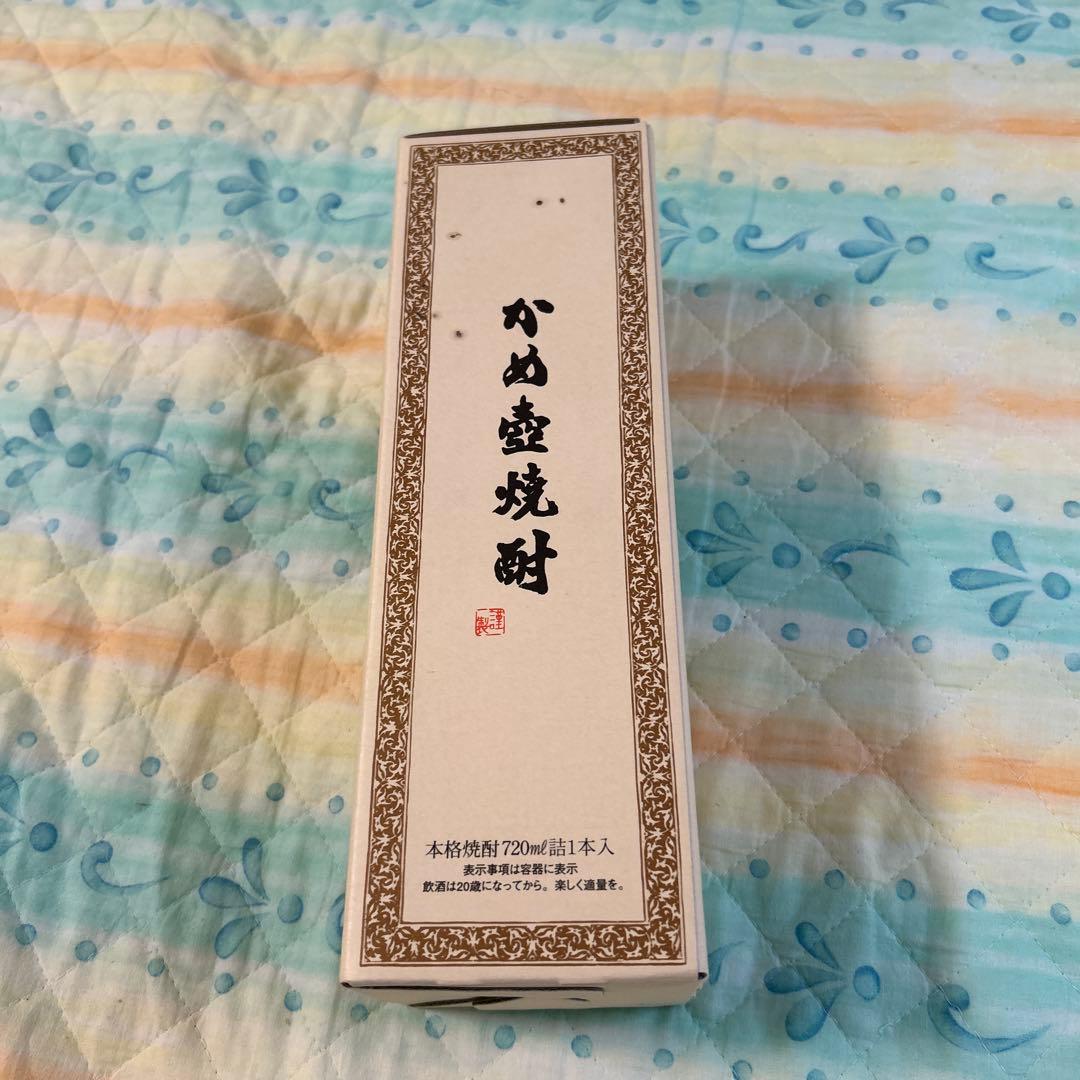 かめ壺焼酎
謹製
本格焼酎720㎖詰1本入
表示事項は容器に表示
飲酒は20歳になってから。楽しく適量を。